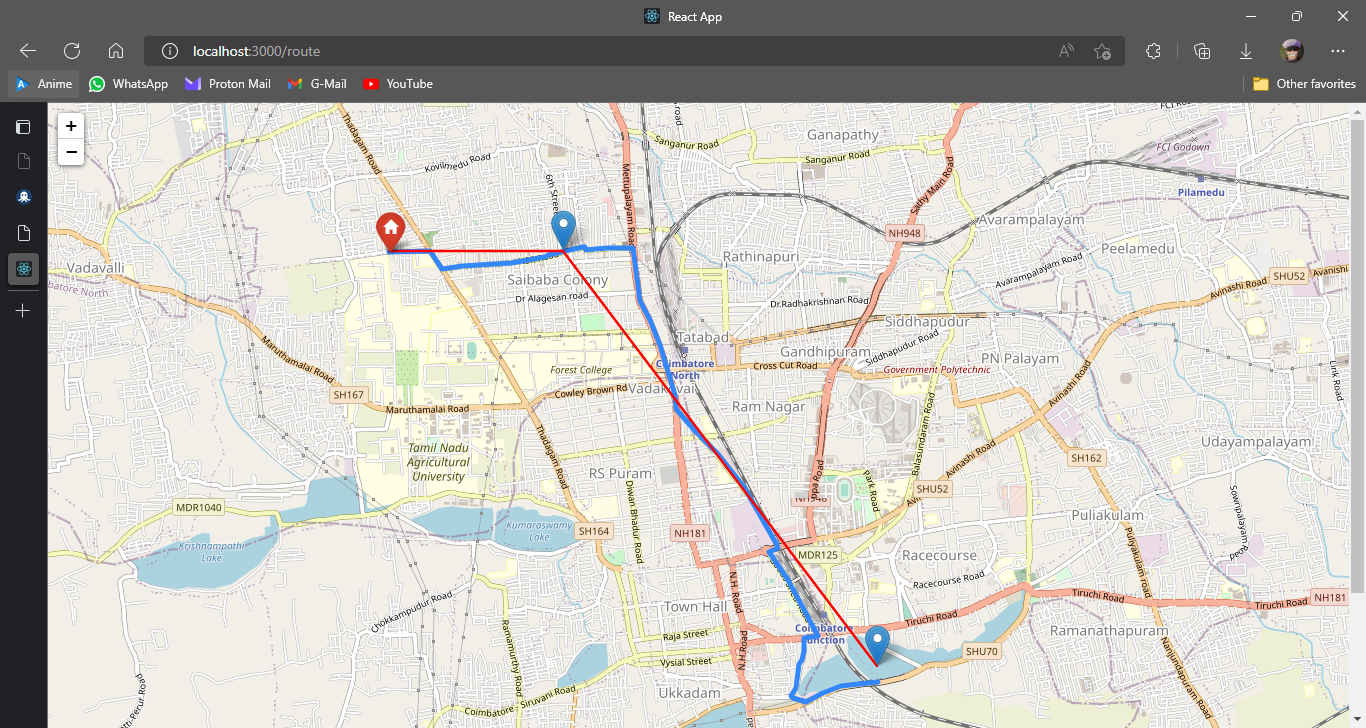 React App
localhost:3000/route
Anime
WhatsApp
Proton Mail
G-Mail
YouTube
Other favorites
+
−
Thadagam Road
Kovilmedu Road
6th Street
Mettupalayam Road
Sangunar Road
Ganapathy
Sangunar Road
Sathy Main Road
FCI Godown
Pilamedu
Avarampalayam
NH948
Peelamedu
Rathinapuri
Vadavalli
Saibaba Colony
Dr Alagesan road
Avarampalayam Road
SHU52
Avinashi Road
Dr.Radhakrishnan Road
Siddhapudur
Tatabad
Gandhipuram
Siddhapudur Road
PN Palayam
Maruthamalai Road
Forest College
Coimbatore
North
Cross Cut Road
Government Polytechnic
Link Road
SH167
Cowley Brown Rd
Vadakovai
Avinashi Road
Maruthamalai Road
Ram Nagar
Balasundaram Road
Thadagam Road
Tamil Nadu
Agricultural
University
Udayampalayam
Avinashi Road
SH162
RS Puram
Park Road
SHU52
Diwan Bhadur Road
MDR1040
Kumaraswamy
Lake
SH164
NH181
Puliakulam
Puliyakulam road
Krishnampathi
Lake
MDR125
Racecourse
Racecourse Road
N.H. Road
Chokkampudur Road
Town Hall
Tiruchi Road
Tiruchi Road
NH181
Tiruchi Road
Ramamurthy Road
Raja Street
Coimbatore
Junction
Ramanathapuram
N.H.Road
Vysial Street
SHU70
Nanjundapuram Road
Ukkadam
Coimbatore - Siruvani Road